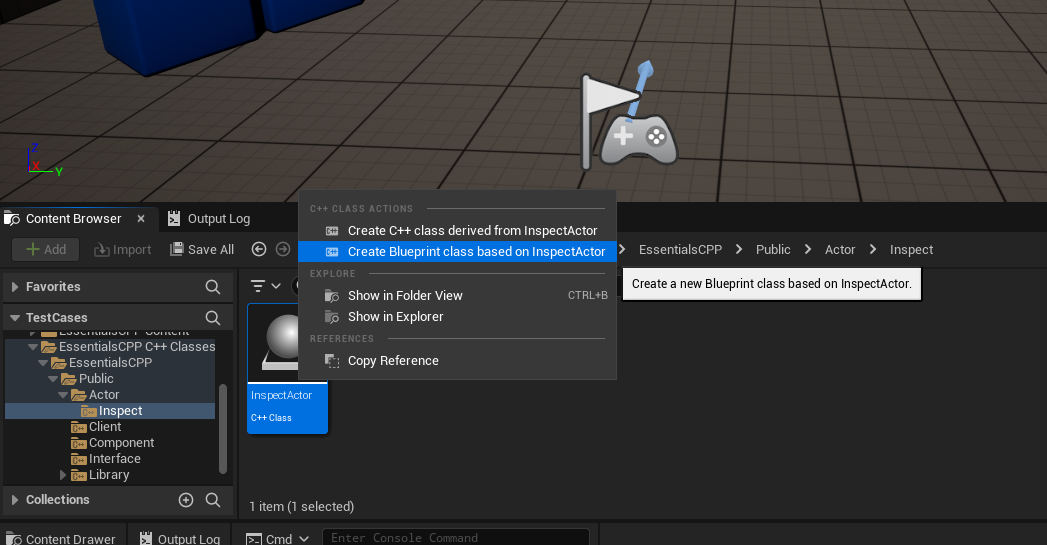 Z
X
Y
Content Browser
Output Log
Add
Import
Save All
EssentialsCPP
Public
Actor
Inspect
C++ CLASS ACTIONS
Create C++ class derived from InspectActor
Create Blueprint class based on InspectActor
EXPLORE
Show in Folder View CTRL+B
Show in Explorer
REFERENCES
Copy Reference
Create a new Blueprint class based on InspectActor.
Favorites
TestCases
EssentialsCPP Content
EssentialsCPP C++ Classes
EssentialsCPP
Public
Actor
Inspect
Client
Component
Interface
Library
Collections
InspectActor
C++ Class
1 item (1 selected)
Content Drawer
Output Log
Cmd
Enter Console Command